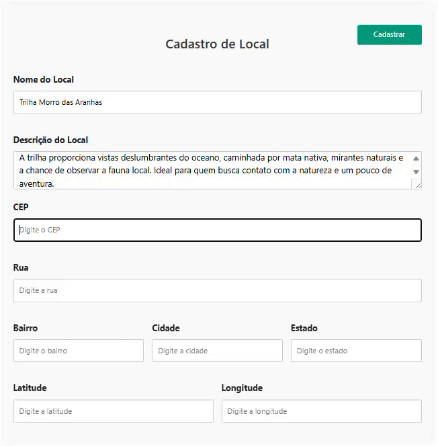 Cadastro de Local
Cadastrar
Nome do Local
Trilha Morro das Aranhas
Descrição do Local
A trilha proporciona vistas deslumbrantes do oceano, caminhada por mata nativa, mirantes naturais e
a chance de observar a fauna local. Ideal para quem busca contato com a natureza e um pouco de
aventura.
CEP
Digite o CEP
Rua
Digite a rua
Bairro Cidade Estado
Digite o bairro Digite a cidade Digite o estado
Latitude Longitude
Digite a latitude Digite a longitude